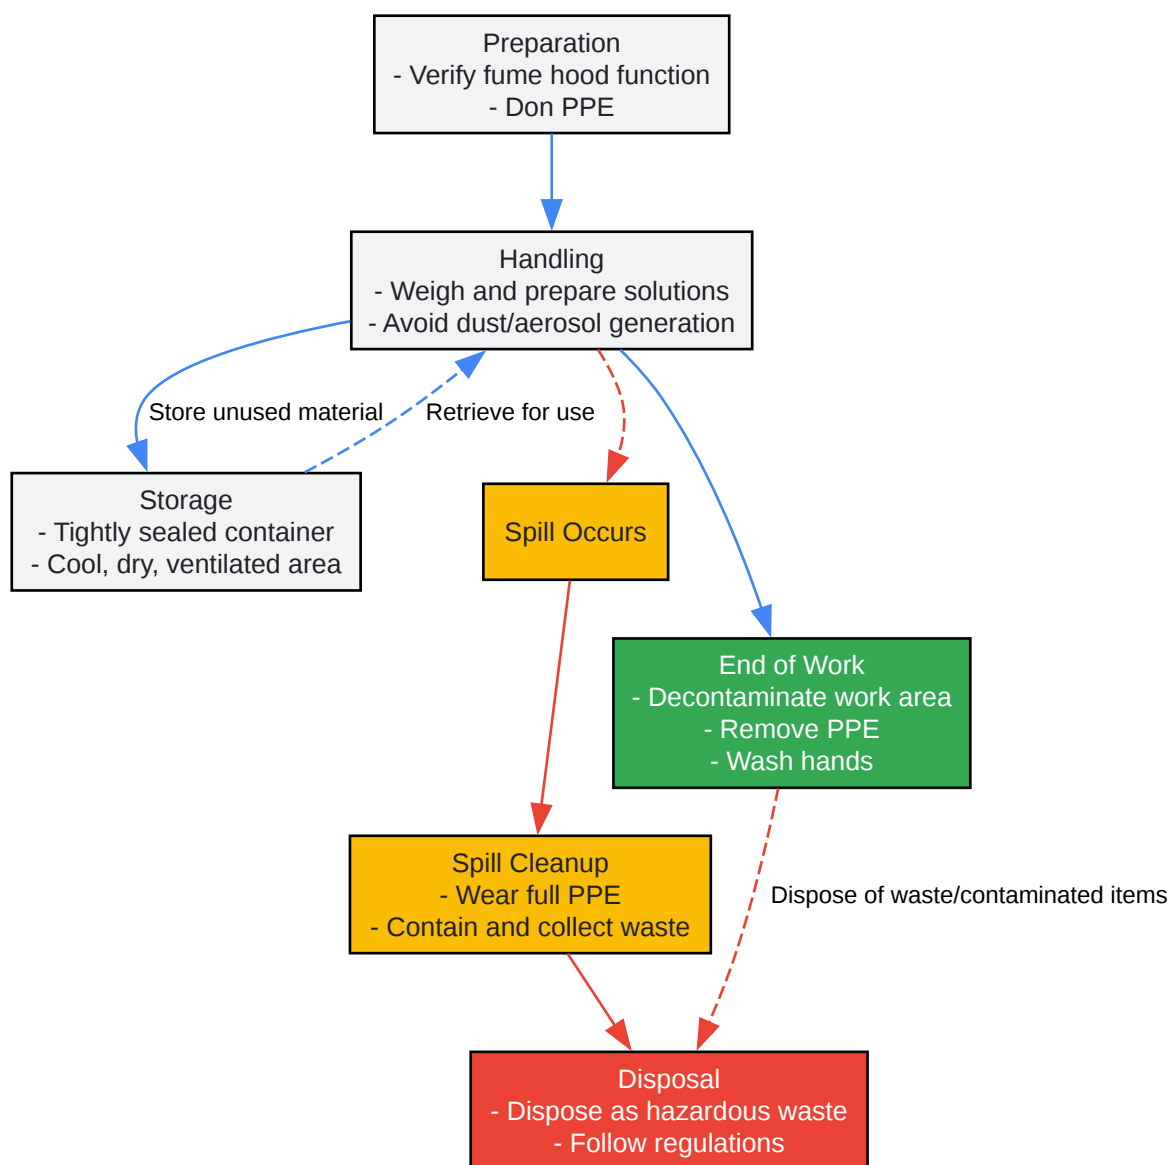 Preparation
- Verify fume hood function
- Don PPE
Handling
- Weigh and prepare solutions
- Avoid dust/aerosol generation
Store unused material
Retrieve for use
Storage
- Tightly sealed container
- Cool, dry, ventilated area
Spill Occurs
End of Work
- Decontaminate work area
- Remove PPE
- Wash hands
Spill Cleanup
- Wear full PPE
- Contain and collect waste
Dispose of waste/contaminated items
Disposal
- Dispose as hazardous waste
- Follow regulations